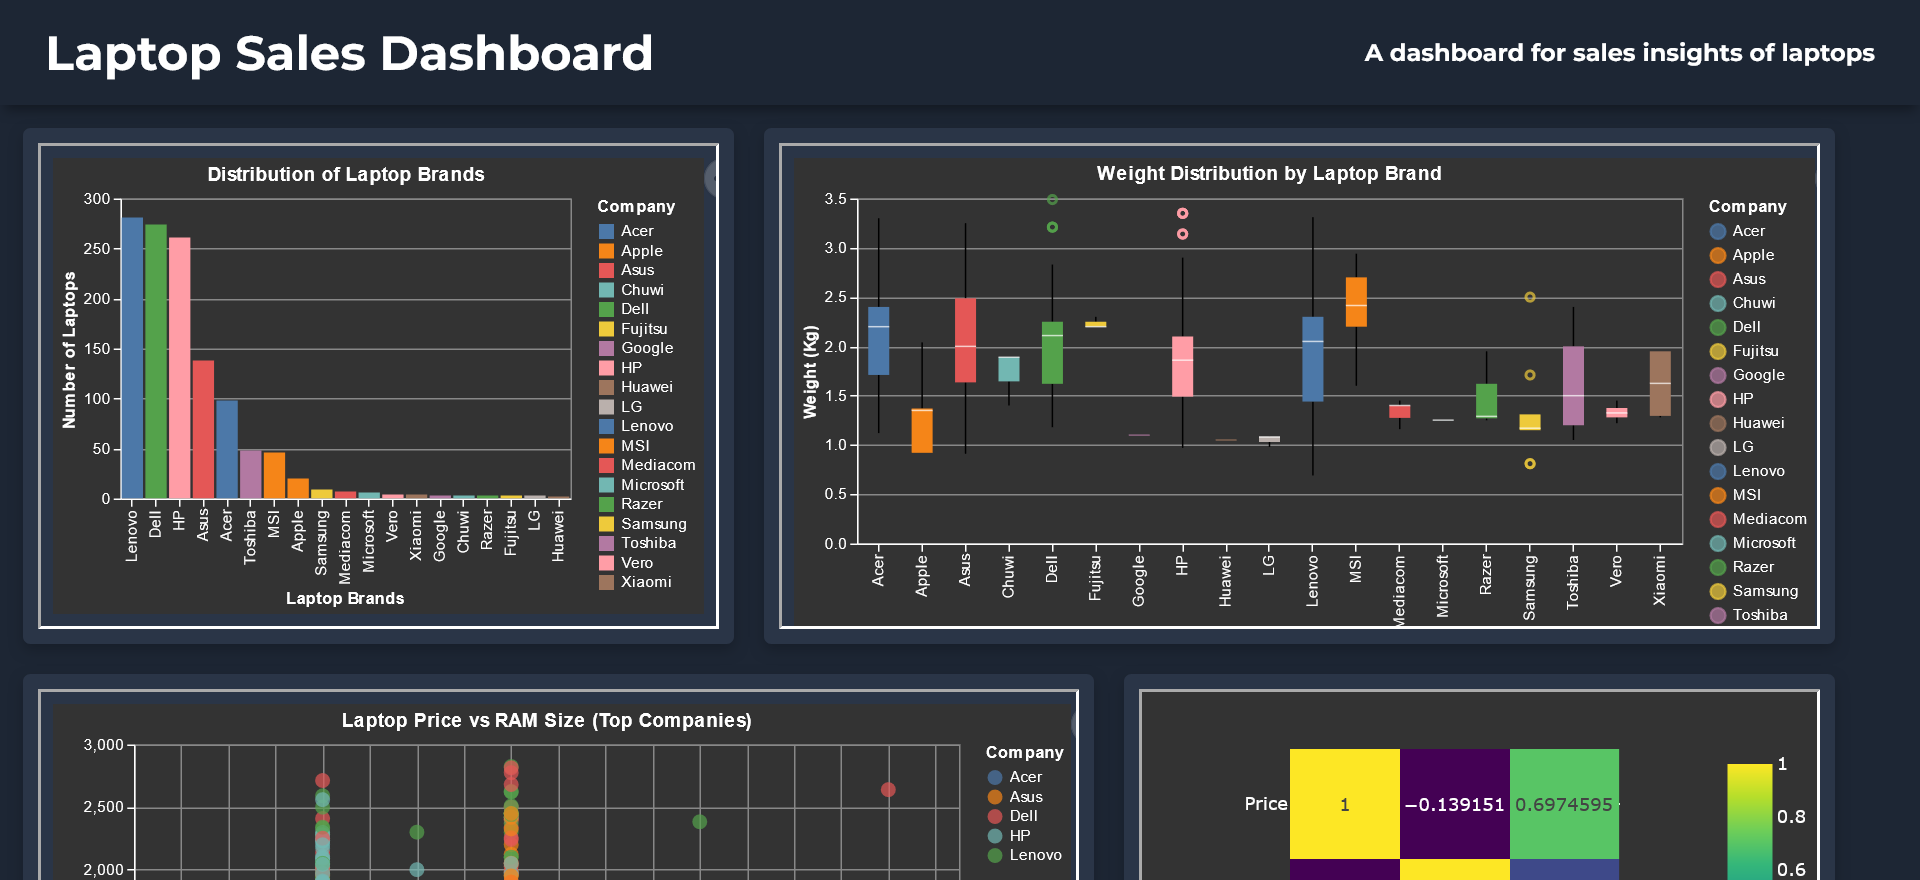 Laptop Sales Dashboard
A dashboard for sales insights of laptops
Distribution of Laptop Brands
Number of Laptops
300
250
200
150
100
50
0
Lenovo
Dell
HP
Asus
Acer
Toshiba
MSI
Apple
Samsung
Mediacom
Microsoft
Vero
Xiaomi
Google
Chuwi
Razer
Fujitsu
LG
Huawei
Laptop Brands
Company
Acer
Apple
Asus
Chuwi
Dell
Fujitsu
Google
HP
Huawei
LG
Lenovo
MSI
Mediacom
Microsoft
Razer
Samsung
Toshiba
Vero
Xiaomi
Weight Distribution by Laptop Brand
Weight (Kg)
3.5
3.0
2.5
2.0
1.5
1.0
0.5
0.0
Acer
Apple
Asus
Chuwi
Dell
Fujitsu
Google
HP
Huawei
LG
Lenovo
MSI
Mediacom
Microsoft
Razer
Samsung
Toshiba
Vero
Xiaomi
Company
Acer
Apple
Asus
Chuwi
Dell
Fujitsu
Google
HP
Huawei
LG
Lenovo
MSI
Mediacom
Microsoft
Razer
Samsung
Toshiba
Laptop Price vs RAM Size (Top Companies)
3,000
2,500
2,000
Company
Acer
Asus
Dell
HP
Lenovo
Price
1
−0.139151
0.6974595
1
0.8
0.6